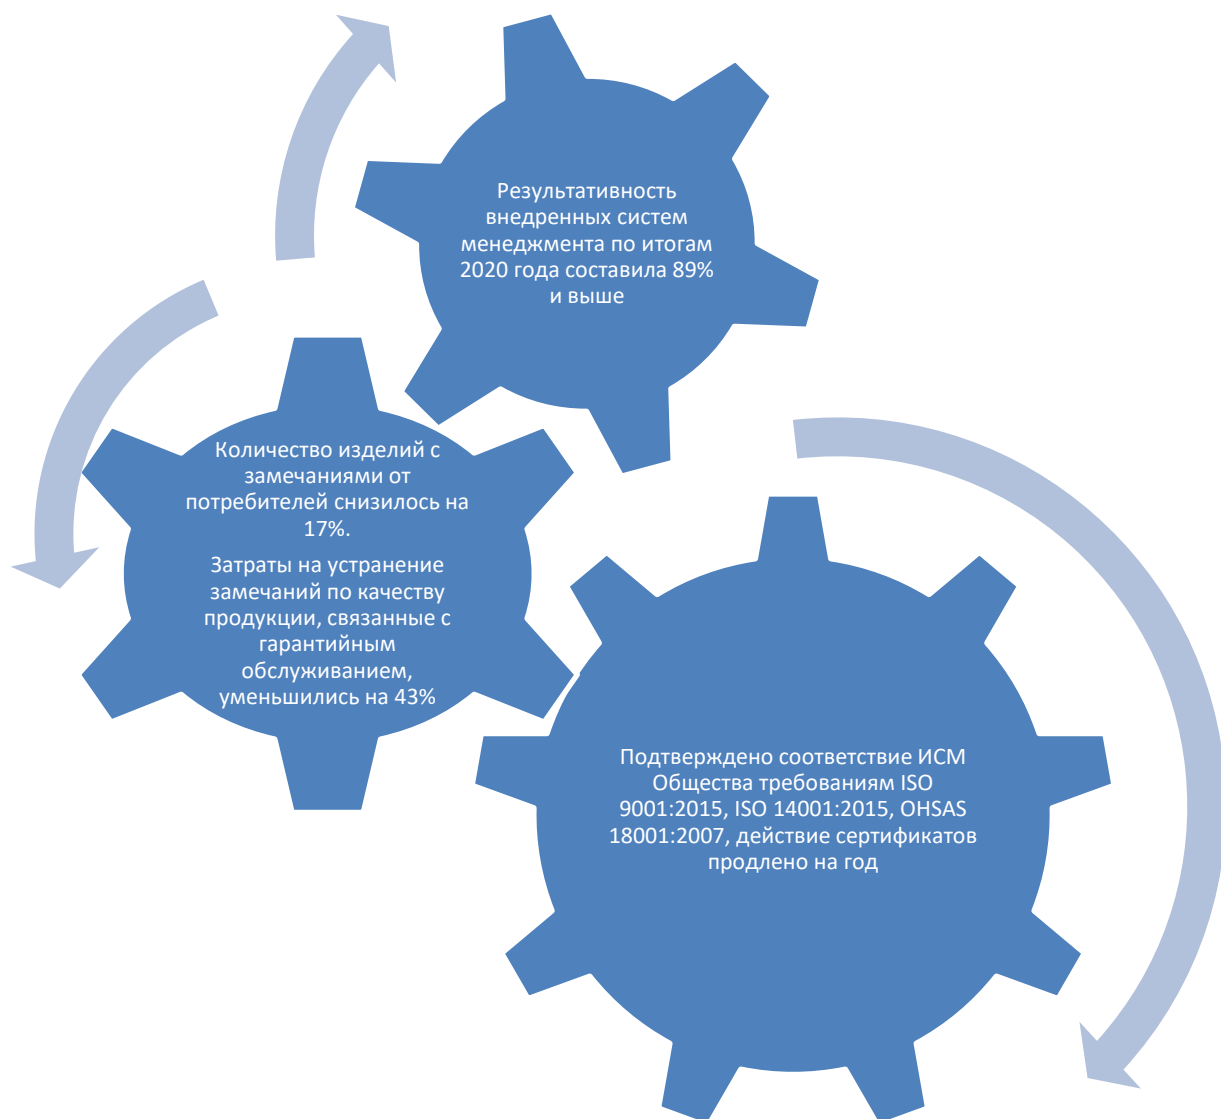 Результативность
внедренных систем
менеджмента по итогам
2020 года составила 89%
и выше
Количество изделий с
замечаниями от
потребителей снизилось на
17%.
Затраты на устранение
замечаний по качеству
продукции, связанные с
гарантийным
обслуживанием,
уменьшились на 43%
Подтверждено соответствие ИСМ
Общества требованиям ISO
9001:2015, ISO 14001:2015, OHSAS
18001:2007, действие сертификатов
продлено на год